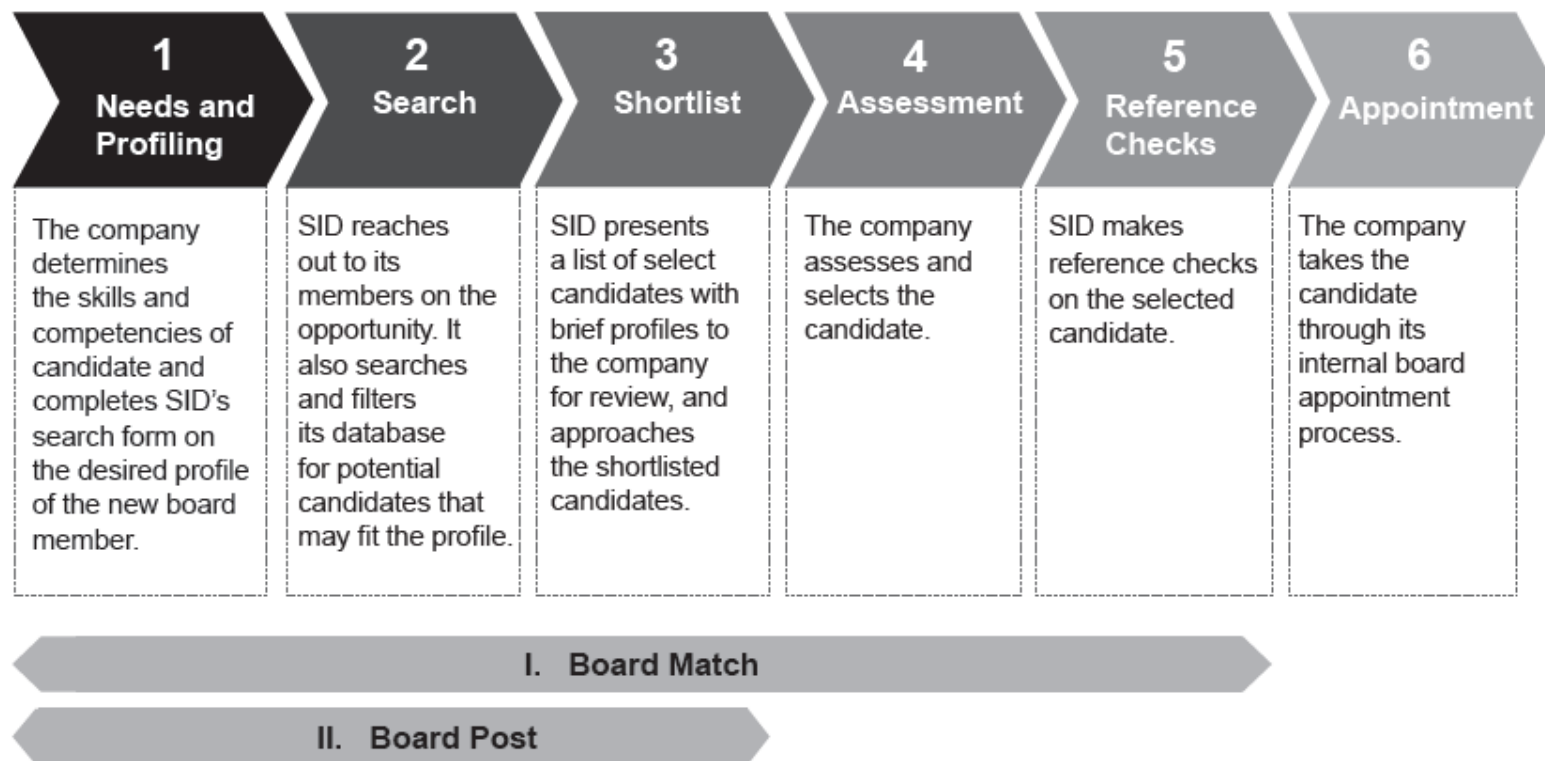 1
Needs and
Profiling
The company
determines
the skills and
competencies of
candidate and
completes SID's
search form on
the desired profile
of the new board
member.
2
Search
SID reaches
out to its
members on the
opportunity. It
also searches
and filters
its database
for potential
candidates that
may fit the profile.
3
Shortlist
SID presents
a list of select
candidates with
brief profiles to
the company
for review, and
approaches
the shortlisted
candidates.
4
Assessment
The company
assesses and
selects the
candidate.
5
Reference
Checks
SID makes
reference checks
on the selected
candidate.
6
Appointment
The company
takes the
candidate
through its
internal board
appointment
process.
I. Board Match
II. Board Post